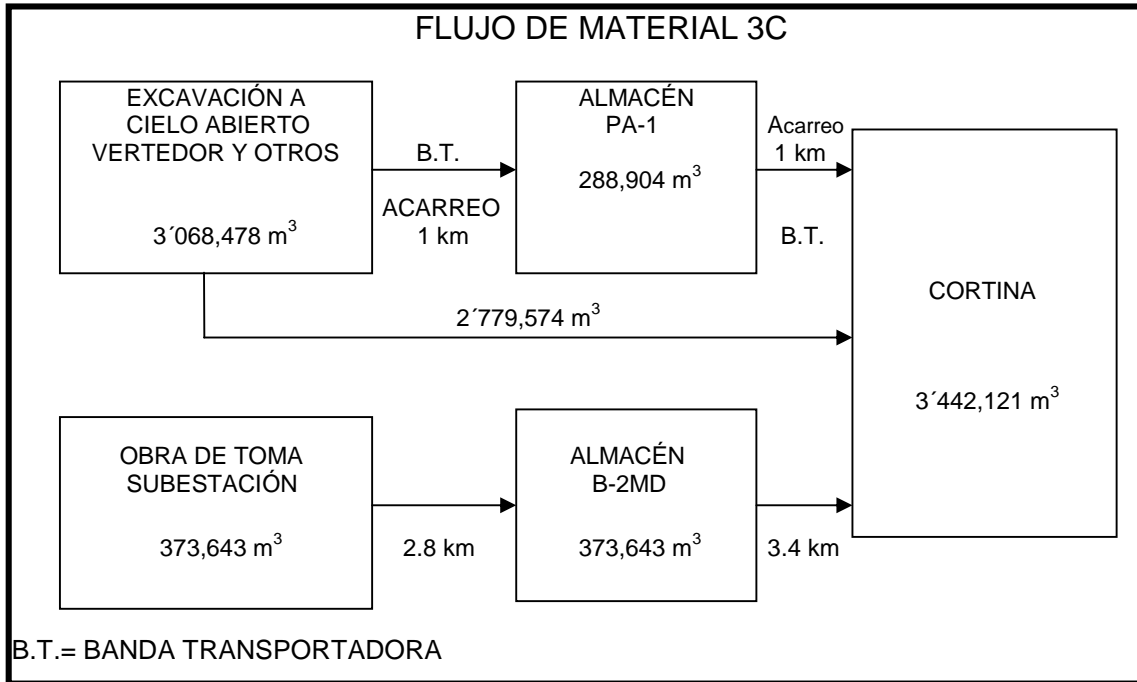 FLUJO DE MATERIAL 3C
EXCAVACIÓN A
CIELO ABIERTO
VERTEDOR Y OTROS
3´068,478 m³
B.T.
ACARREO
1 km
ALMACÉN
PA-1
288,904 m³
Acarreo
1 km
B.T.
CORTINA
3´442,121 m³
2´779,574 m³
OBRA DE TOMA
SUBESTACIÓN
373,643 m³
2.8 km
ALMACÉN
B-2MD
373,643 m³
3.4 km
B.T.= BANDA TRANSPORTADORA